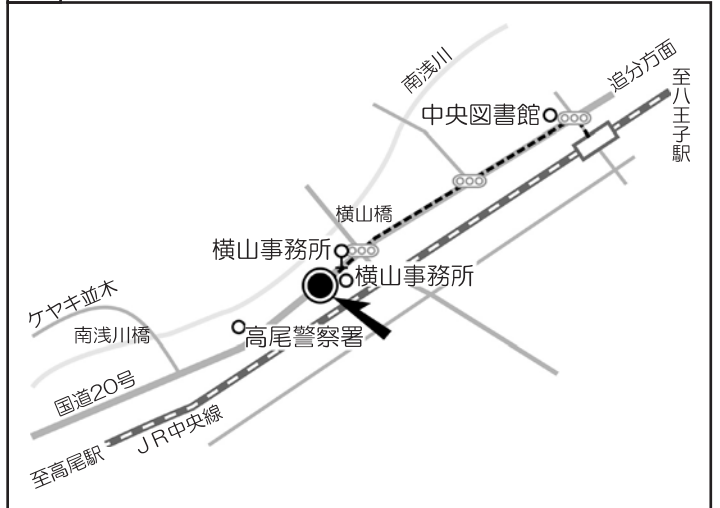 南浅川
追分方面
至八王子駅
中央図書館
横山橋
横山事務所
横山事務所
ケヤキ並木
南浅川橋
高尾警察署
国道20号
JR中央線
至高尾駅